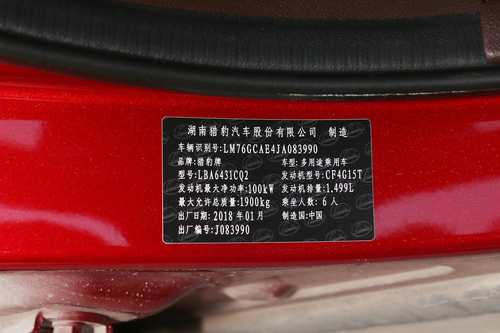 湖南猎豹汽车股份有限公司 制造
车辆识别号:LM76GCAE4JA083990
品牌:猎豹牌 车型:多用途乘用车
型号:LBA6431CQ2 发动机型号:CF4G15T
发动机最大净功率:100kW 发动机排量:1.499L
最大允许总质量:1900kg 乘坐人数:6人
出厂日期:2018年01月 制造国:中国
出厂编号:J083990